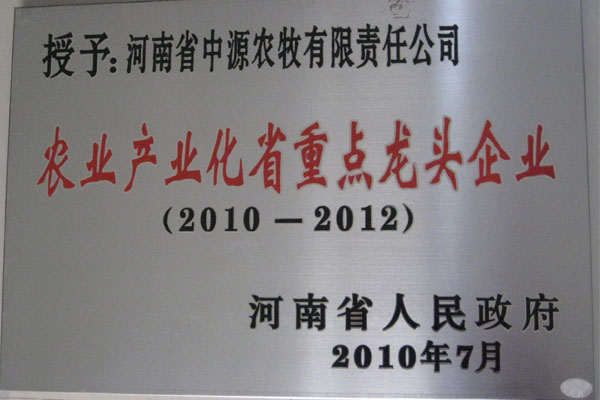 授予:河南省中源农牧有限责任公司
农业产业化省重点龙头企业
(2010—2012)
河南省人民政府
2010年7月